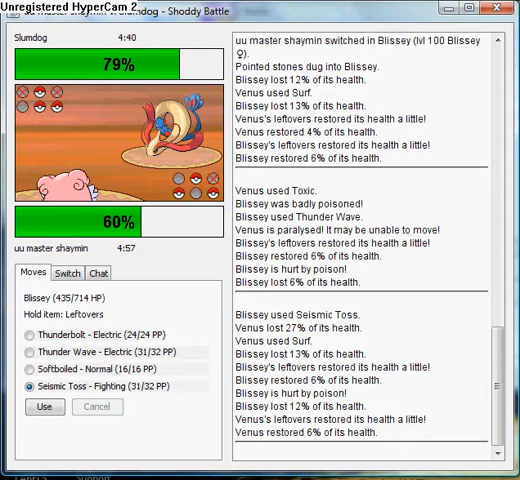 Unregistered HyperCam 2
uu master shaymin v. Slumdog - Shoddy Battle
Slumdog
4:40
79%
60%
uu master shaymin
4:57
Moves
Switch
Chat
Blissey (435/714 HP)
Hold item: Leftovers
Thunderbolt - Electric (24/24 PP)
Thunder Wave - Electric (31/32 PP)
Softboiled - Normal (16/16 PP)
Seismic Toss - Fighting (31/32 PP)
Use
Cancel
uu master shaymin switched in Blissey (lvl 100 Blissey
♀).
Pointed stones dug into Blissey.
Blissey lost 12% of its health.
Venus used Surf.
Blissey lost 13% of its health.
Venus's leftovers restored its health a little!
Venus restored 4% of its health.
Blissey's leftovers restored its health a little!
Blissey restored 6% of its health.
Venus used Toxic.
Blissey was badly poisoned!
Blissey used Thunder Wave.
Venus is paralysed! It may be unable to move!
Blissey's leftovers restored its health a little!
Blissey restored 6% of its health.
Blissey is hurt by poison!
Blissey lost 6% of its health.
Blissey used Seismic Toss.
Venus lost 27% of its health.
Venus used Surf.
Blissey lost 13% of its health.
Blissey's leftovers restored its health a little!
Blissey restored 6% of its health.
Blissey is hurt by poison!
Blissey lost 12% of its health.
Venus's leftovers restored its health a little!
Venus restored 6% of its health.